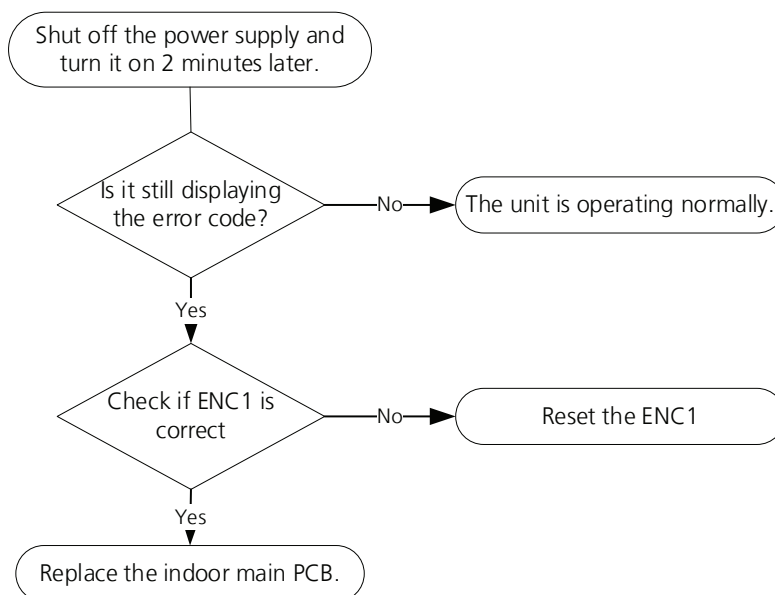 Shut off the power supply and
turn it on 2 minutes later.
Is it still displaying
the error code?
No
The unit is operating normally.
Yes
Check if ENC1 is
correct
No
Reset the ENC1
Yes
Replace the indoor main PCB.